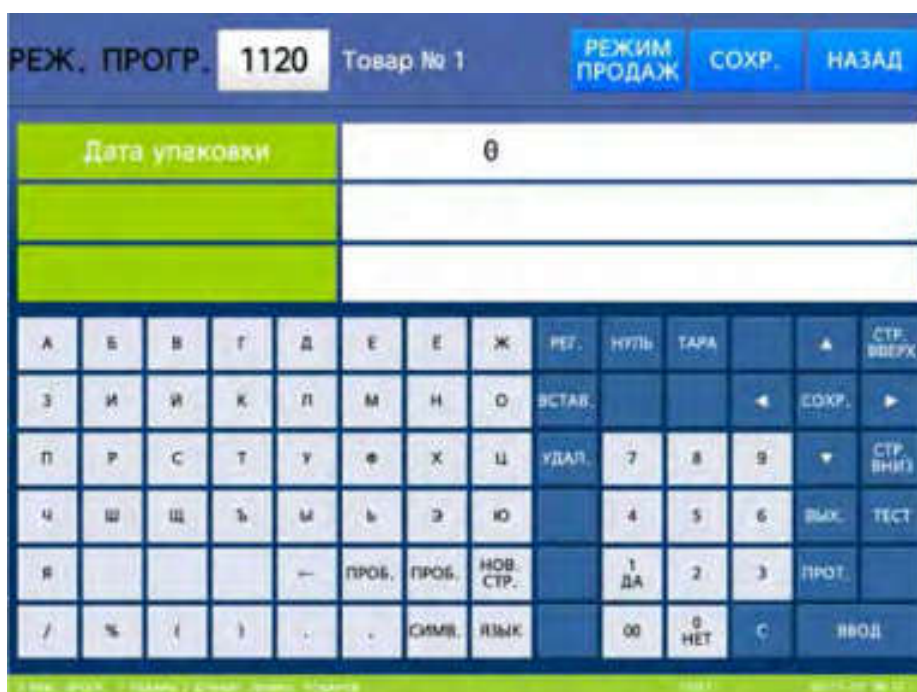 РЕЖ. ПРОГР. 1120 Товар № 1 РЕЖИМ ПРОДАЖ СОХР. НАЗАД
Дата упаковки 0
А Б В Г Д Е Ё Ж РЕГ. НУЛЬ ТАРА ▲ СТР. ВВЕРХ
З И Й К Л М Н О ВСТАВ. ◄ СОХР. ►
П Р С Т У Ф Х Ц УДАЛ. 7 8 9 ▼ СТР. ВНИЗ
Ч Ш Щ Ъ Ы Ь Э Ю 4 5 6 ВЫХ. ТЕСТ
Я ← ПРОБ. ПРОБ. НОВ. СТР. 1 ДА 2 3 ПРОТ.
/ % ( ) СИМВ. ЯЗЫК 00 0 НЕТ C ВВОД